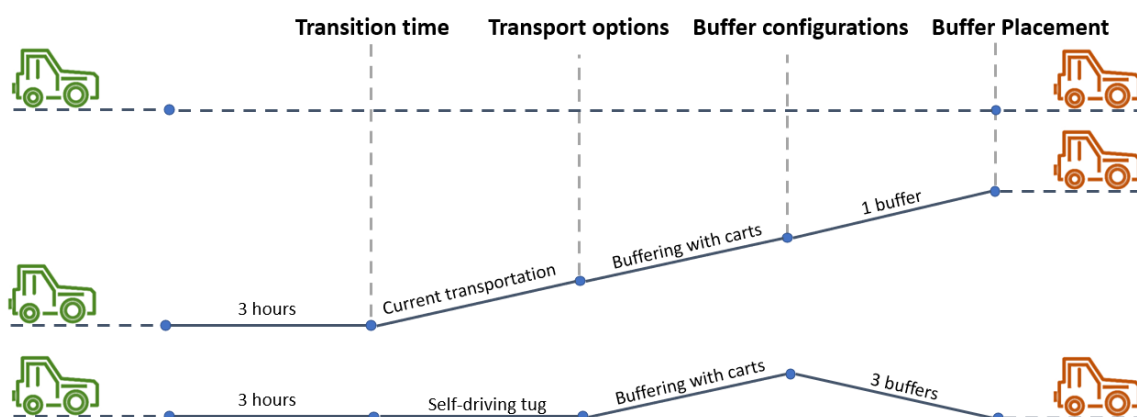 Transition time Transport options Buffer configurations Buffer Placement
1 buffer
Buffering with carts
Current transportation
3 hours
3 hours Self-driving tug Buffering with carts 3 buffers